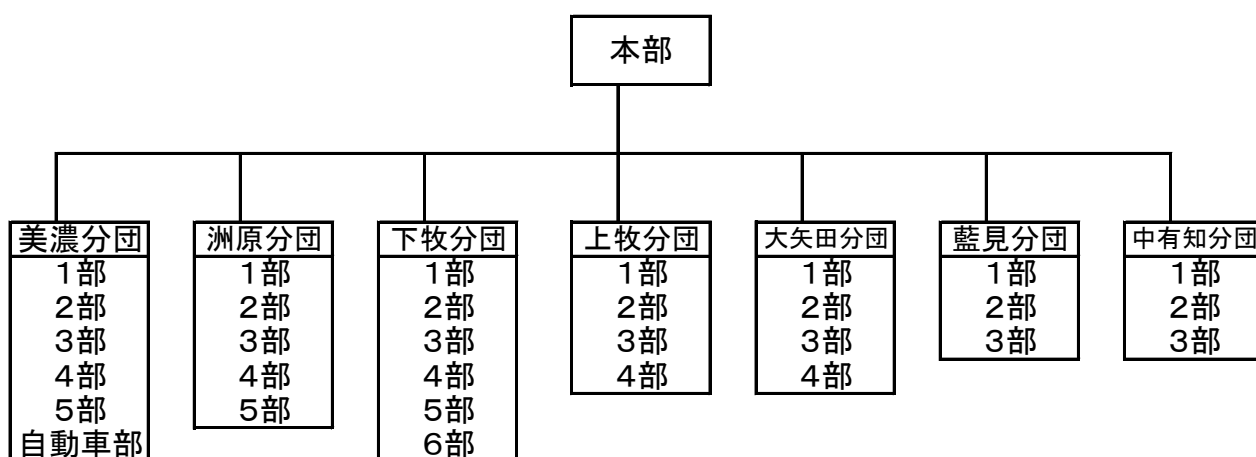 本部
美濃分団
1部
2部
3部
4部
5部
自動車部
洲原分団
1部
2部
3部
4部
5部
下牧分団
1部
2部
3部
4部
5部
6部
上牧分団
1部
2部
3部
4部
大矢田分団
1部
2部
3部
4部
藍見分団
1部
2部
3部
中有知分団
1部
2部
3部